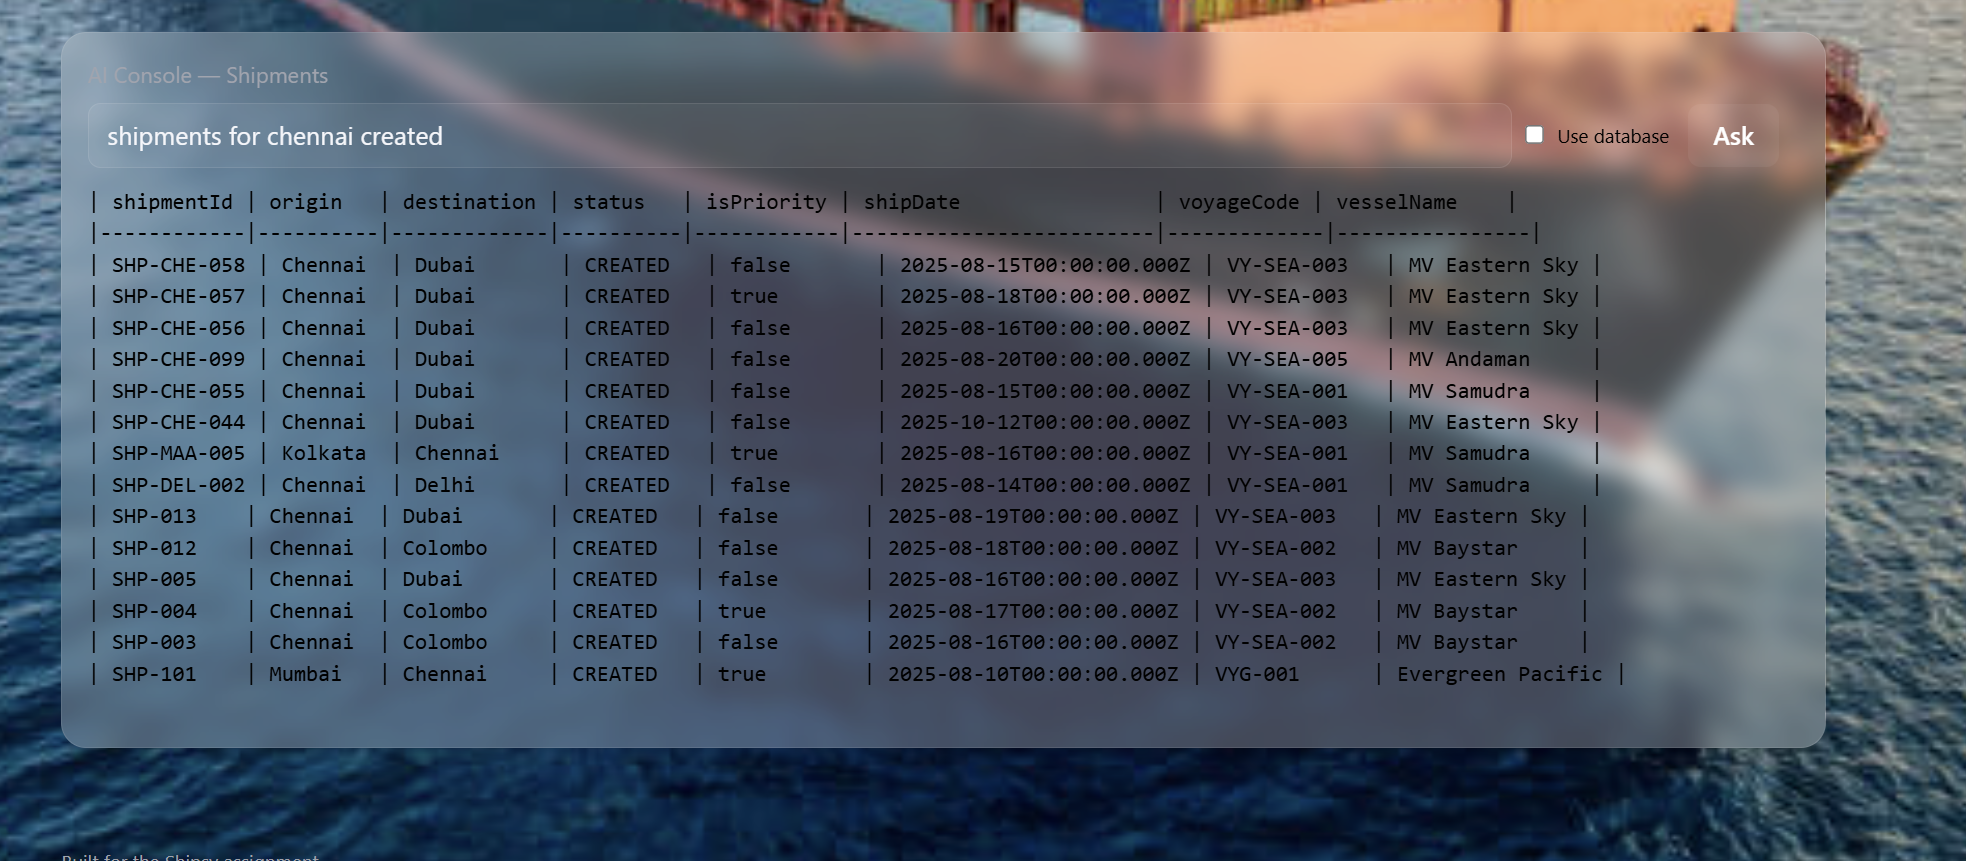 AI Console — Shipments
shipments for chennai created
Use database
Ask
| shipmentId | origin   | destination | status   | isPriority | shipDate                | voyageCode | vesselName    |
|------------|----------|-------------|----------|------------|-------------------------|-------------|----------------|
| SHP-CHE-058 | Chennai  | Dubai       | CREATED   | false       | 2025-08-15T00:00:00.000Z | VY-SEA-003   | MV Eastern Sky |
| SHP-CHE-057 | Chennai  | Dubai       | CREATED   | true        | 2025-08-18T00:00:00.000Z | VY-SEA-003   | MV Eastern Sky |
| SHP-CHE-056 | Chennai  | Dubai       | CREATED   | false       | 2025-08-16T00:00:00.000Z | VY-SEA-003   | MV Eastern Sky |
| SHP-CHE-099 | Chennai  | Dubai       | CREATED   | false       | 2025-08-20T00:00:00.000Z | VY-SEA-005   | MV Andaman     |
| SHP-CHE-055 | Chennai  | Dubai       | CREATED   | false       | 2025-08-15T00:00:00.000Z | VY-SEA-001   | MV Samudra     |
| SHP-CHE-044 | Chennai  | Dubai       | CREATED   | false       | 2025-10-12T00:00:00.000Z | VY-SEA-003   | MV Eastern Sky |
| SHP-MAA-005 | Kolkata  | Chennai     | CREATED   | true        | 2025-08-16T00:00:00.000Z | VY-SEA-001   | MV Samudra     |
| SHP-DEL-002 | Chennai  | Delhi       | CREATED   | false       | 2025-08-14T00:00:00.000Z | VY-SEA-001   | MV Samudra     |
| SHP-013    | Chennai  | Dubai       | CREATED   | false       | 2025-08-19T00:00:00.000Z | VY-SEA-003   | MV Eastern Sky |
| SHP-012    | Chennai  | Colombo     | CREATED   | false       | 2025-08-18T00:00:00.000Z | VY-SEA-002   | MV Baystar     |
| SHP-005    | Chennai  | Dubai       | CREATED   | false       | 2025-08-16T00:00:00.000Z | VY-SEA-003   | MV Eastern Sky |
| SHP-004    | Chennai  | Colombo     | CREATED   | true        | 2025-08-17T00:00:00.000Z | VY-SEA-002   | MV Baystar     |
| SHP-003    | Chennai  | Colombo     | CREATED   | false       | 2025-08-16T00:00:00.000Z | VY-SEA-002   | MV Baystar     |
| SHP-101    | Mumbai   | Chennai     | CREATED   | true        | 2025-08-10T00:00:00.000Z | VYG-001      | Evergreen Pacific |
Built for the Shipsy assignment